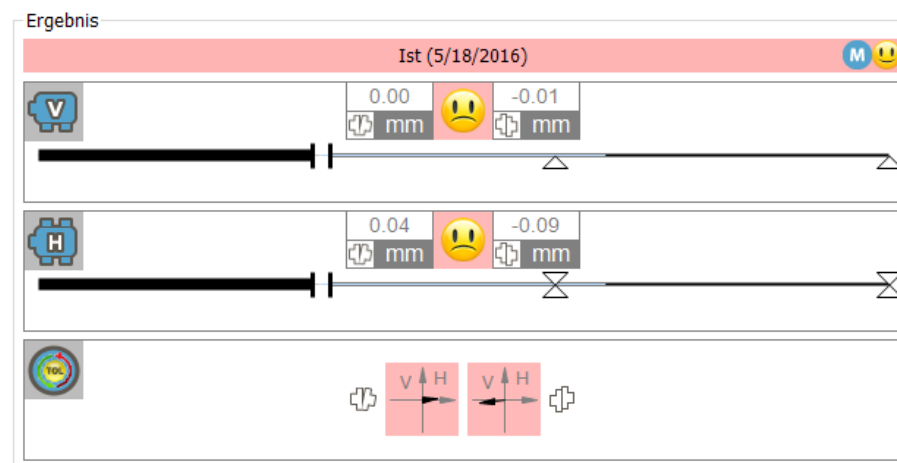 Ergebnis
Ist (5/18/2016)
M
V
0.00
-0.01
mm
mm
H
0.04
-0.09
mm
mm
TOL
V H
V H